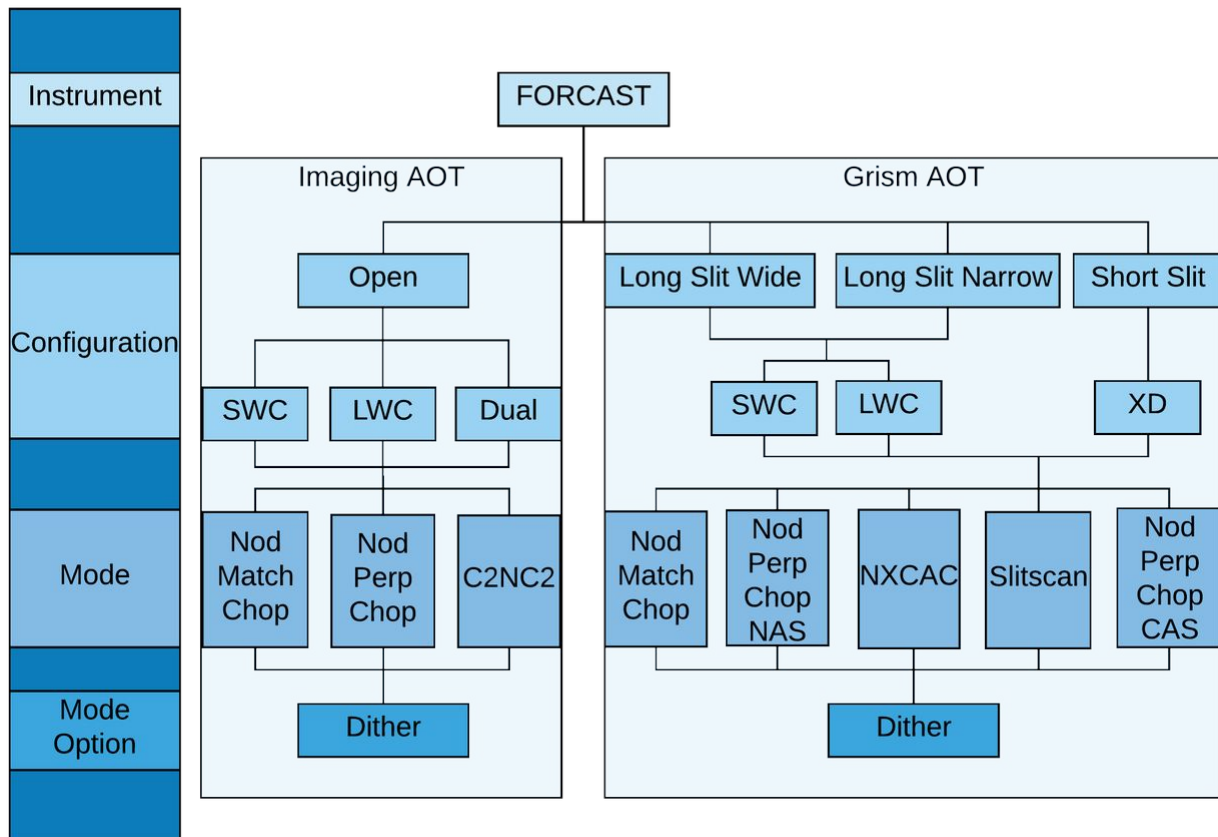 Instrument
FORCAST
Imaging AOT
Grism AOT
Configuration
Open
Long Slit Wide
Long Slit Narrow
Short Slit
SWC
LWC
Dual
SWC
LWC
XD
Mode
Nod
Match
Chop
Nod
Perp
Chop
C2NC2
Nod
Match
Chop
Nod
Perp
Chop
NAS
NXCAC
Slitscan
Nod
Perp
Chop
CAS
Mode
Option
Dither
Dither